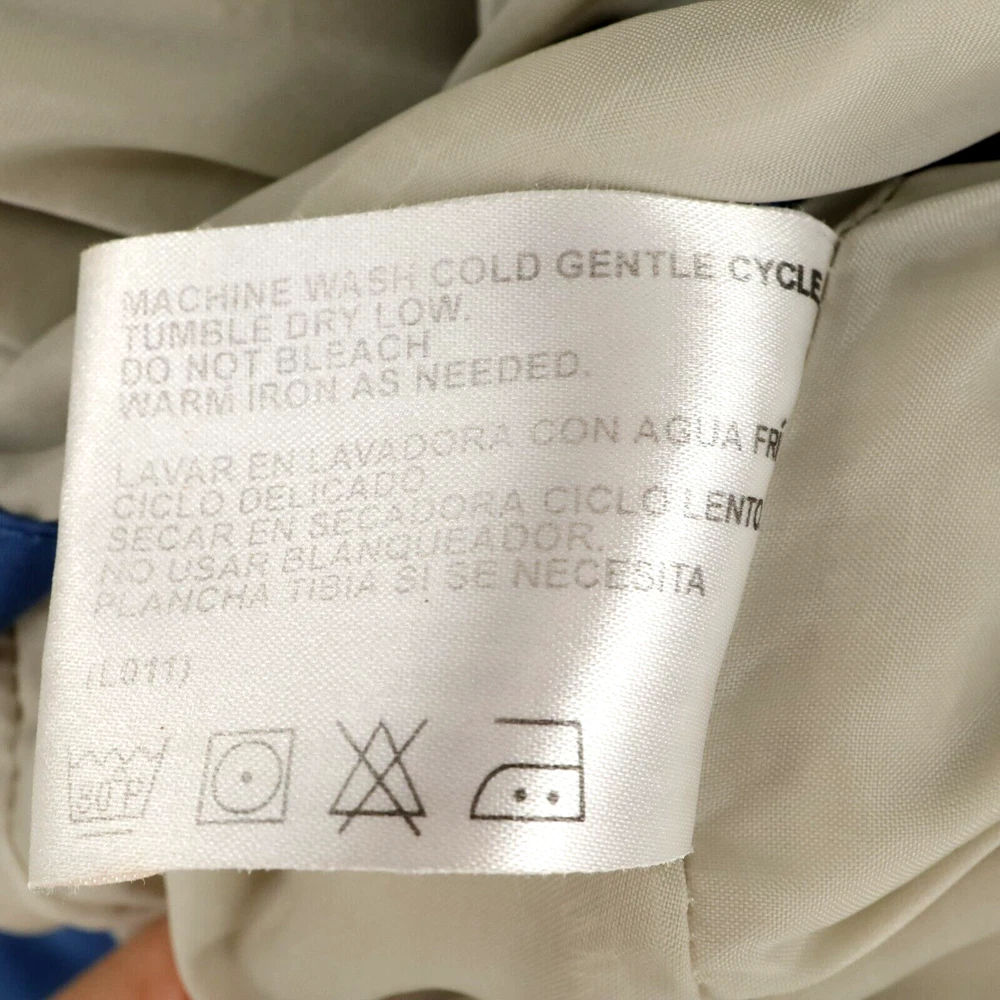 MACHINE WASH COLD GENTLE CYCLE
TUMBLE DRY LOW.
DO NOT BLEACH
WARM IRON AS NEEDED.
LAVAR EN LAVADORA CON AGUA FRÍ
CICLO DELICADO
SECAR EN SECADORA CICLO LENTO
NO USAR BLANQUEADOR.
PLANCHA TIBIA SI SE NECESITA
(L011)